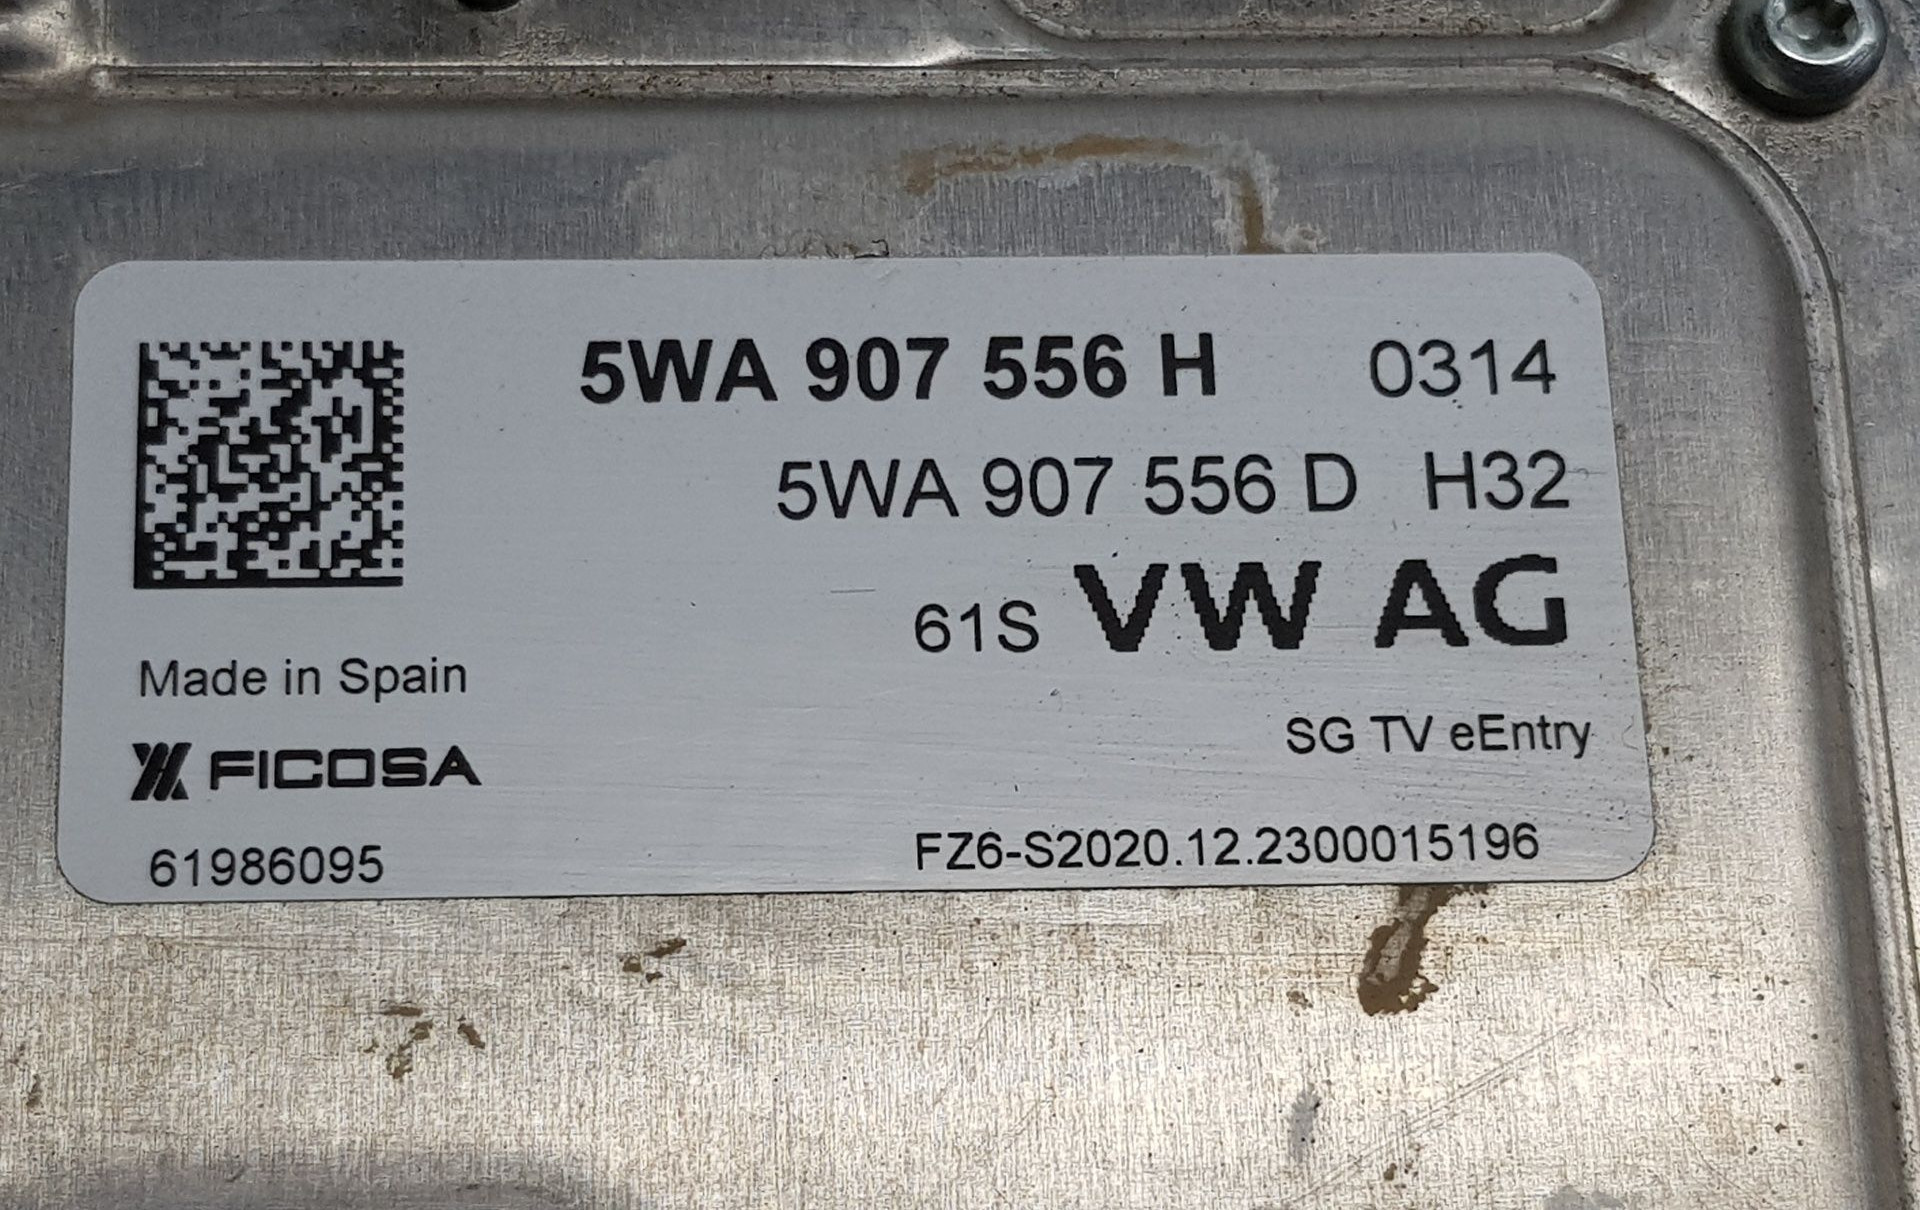 5WA 907 556 H 0314
5WA 907 556 D H32
61S VW AG
Made in Spain
SG TV eEntry
FICOSA
61986095
FZ6-S2020.12.2300015196